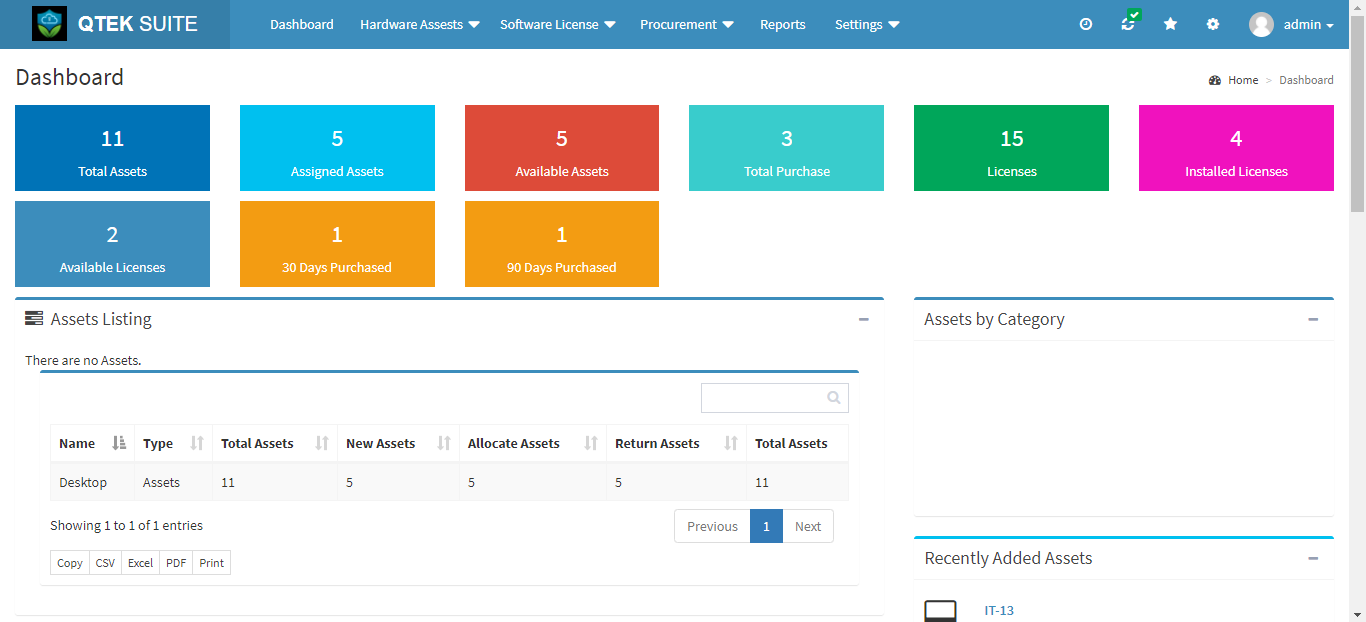 QTEK SUITE
Dashboard Hardware Assests Software License Procurement Reports Settings admin
Dashboard
Home > Dashboard
11 5 5 3 15 4
Total Assets Assigned Assets Available Assets Total Purchase Licenses Installed Licenses
2 1 1
Available Licenses 30 Days Purchased 90 Days Purchased
Assets Listing
There are no Assets.
Name Type Total Assets New Assets Allocate Assets Return Assets Total Assets
Desktop Assets 11 5 5 5 11
Showing 1 to 1 of 1 entries
Previous 1 Next
Copy CSV Excel PDF Print
Assets by Category
Recently Added Assets
IT-13